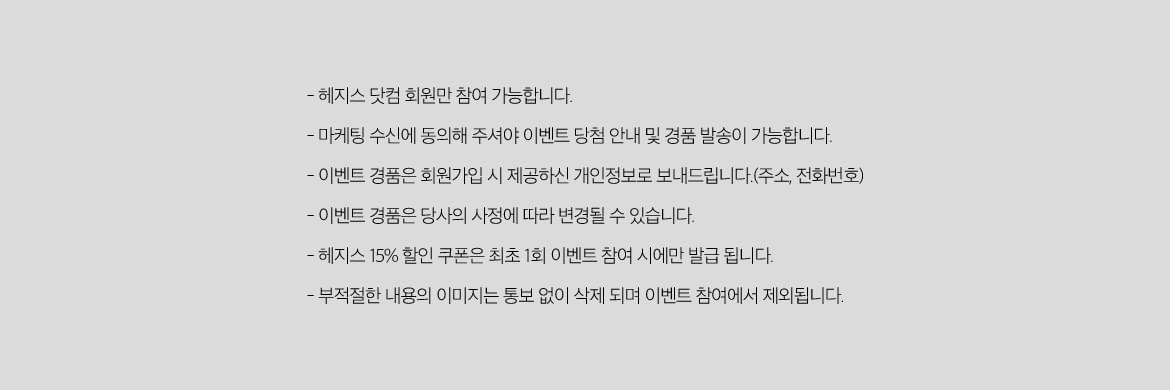 - 헤지스 닷컴 회원만 참여 가능합니다.
- 마케팅 수신에 동의해 주셔야 이벤트 당첨 안내 및 경품 발송이 가능합니다.
- 이벤트 경품은 회원가입 시 제공하신 개인정보로 보내드립니다.(주소, 전화번호)
- 이벤트 경품은 당사의 사정에 따라 변경될 수 있습니다.
- 헤지스 15% 할인 쿠폰은 최초 1회 이벤트 참여 시에만 발급 됩니다.
- 부적절한 내용의 이미지는 통보 없이 삭제 되며 이벤트 참여에서 제외됩니다.